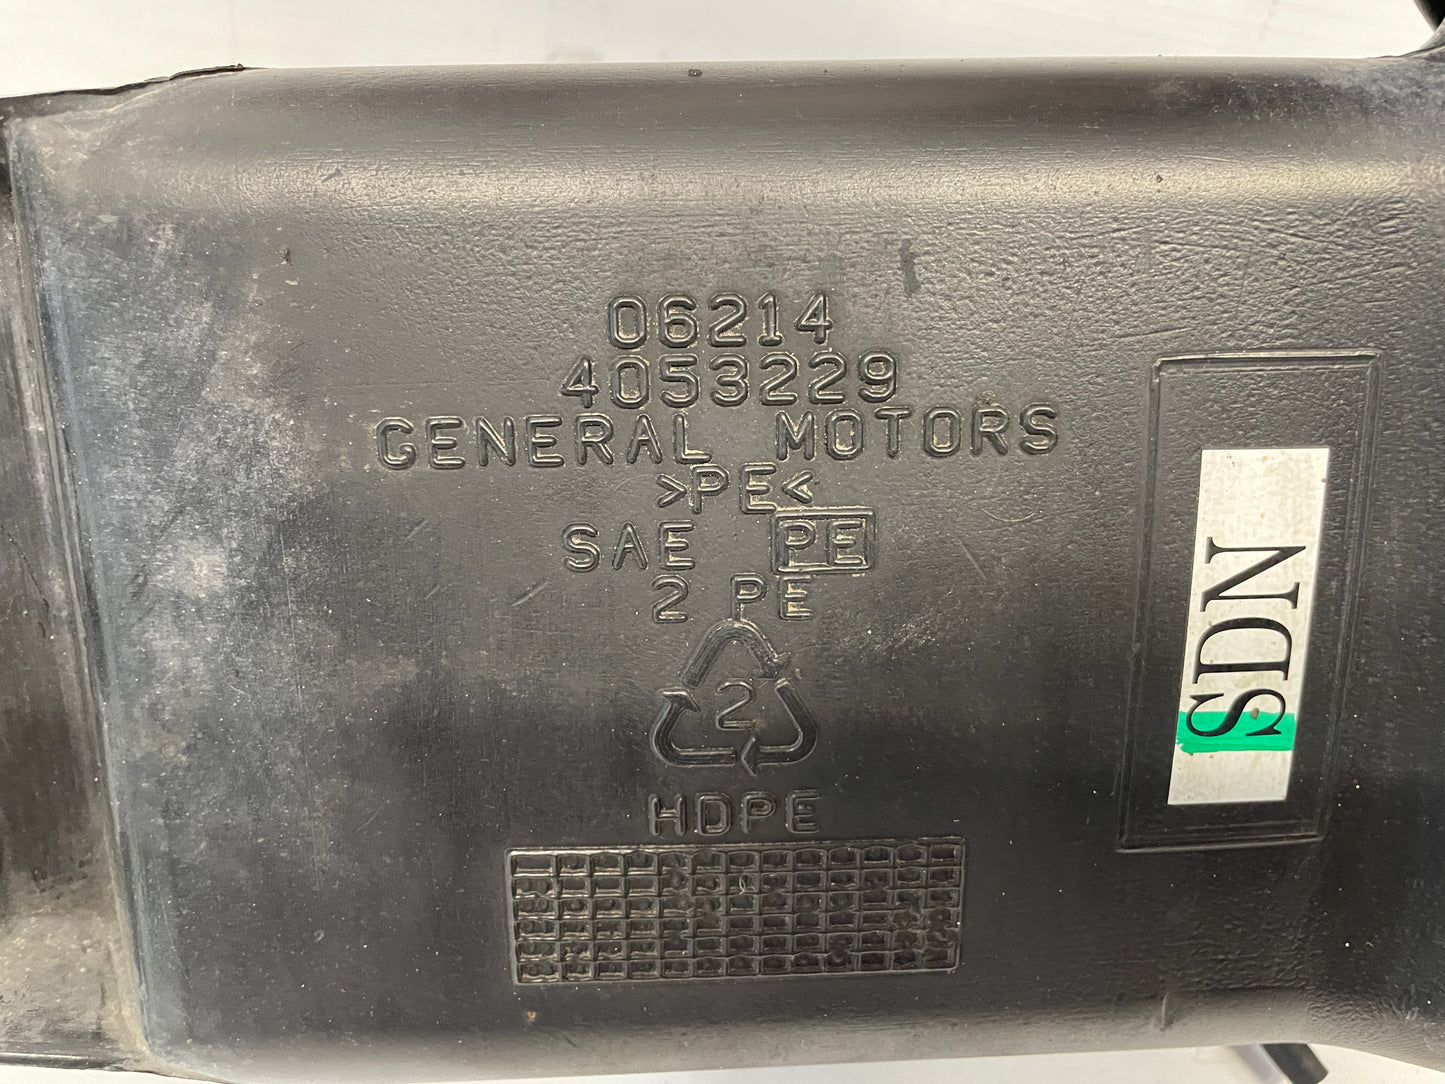 06214
4053229
GENERAL MOTORS
>PE<
SAE PE
2 PE
2
HDPE
SDN